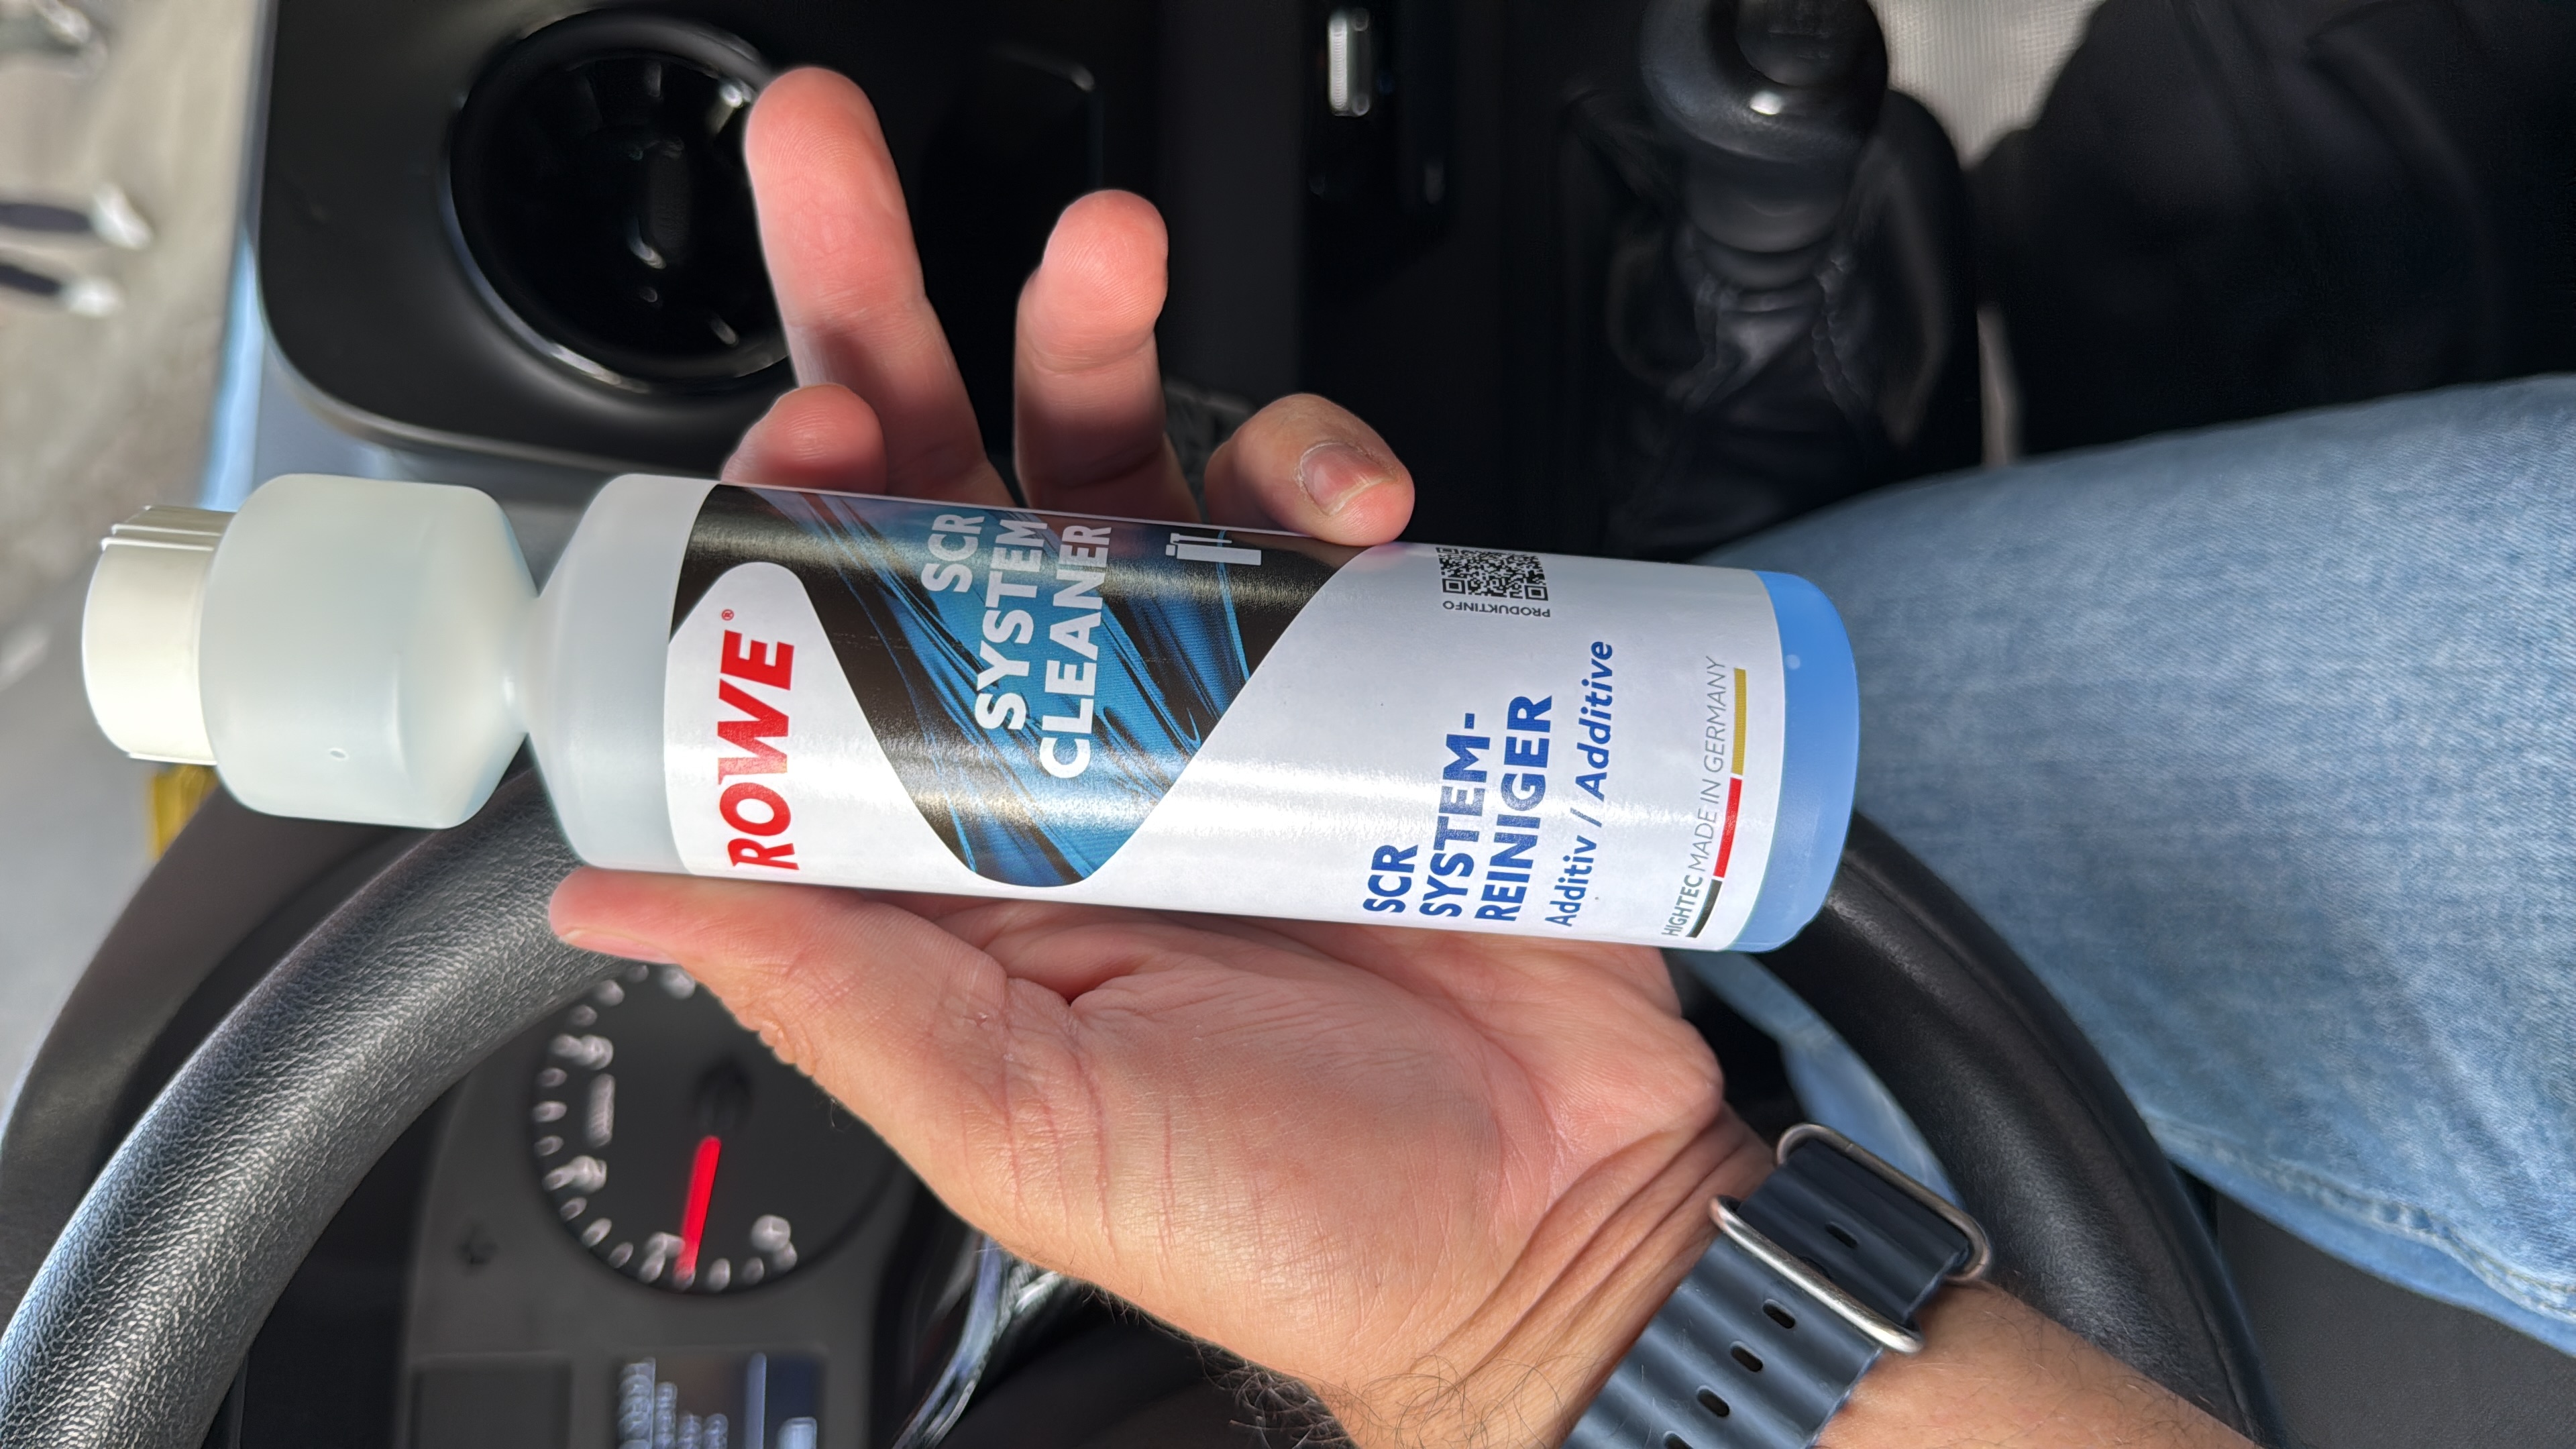 ROWE®
SCR
SYSTEM
CLEANER
PRODUKTINFO
SCR
SYSTEM-
REINIGER
Additiv // Additive
HIGHTEC MADE IN GERMANY